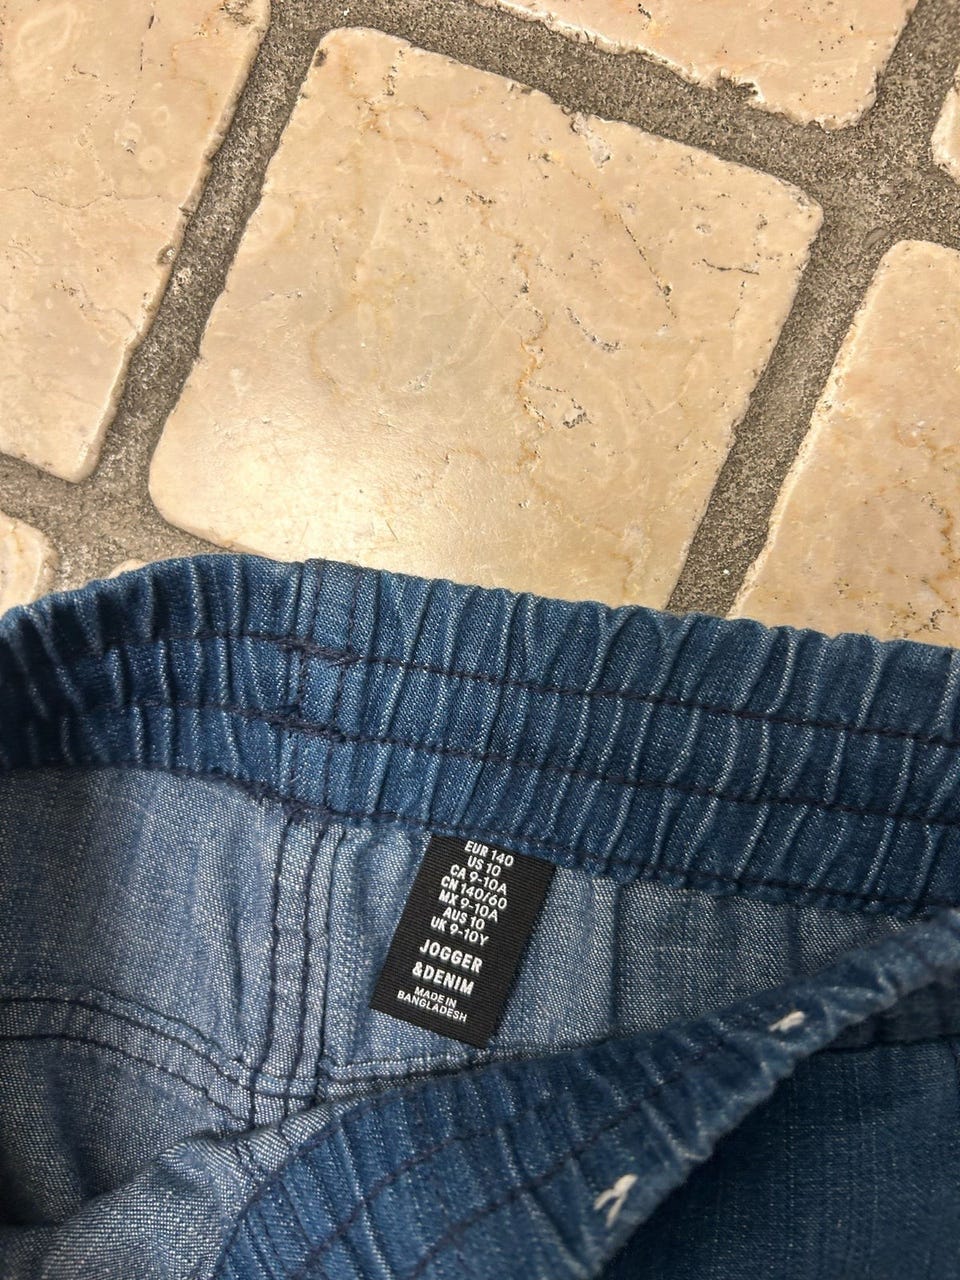 EUR 140
US 10
CA 9-10A
CN 140/60
MX 9-10A
AUS 10
UK 9-10Y
JOGGER
&DENIM
MADE IN
BANGLADESH